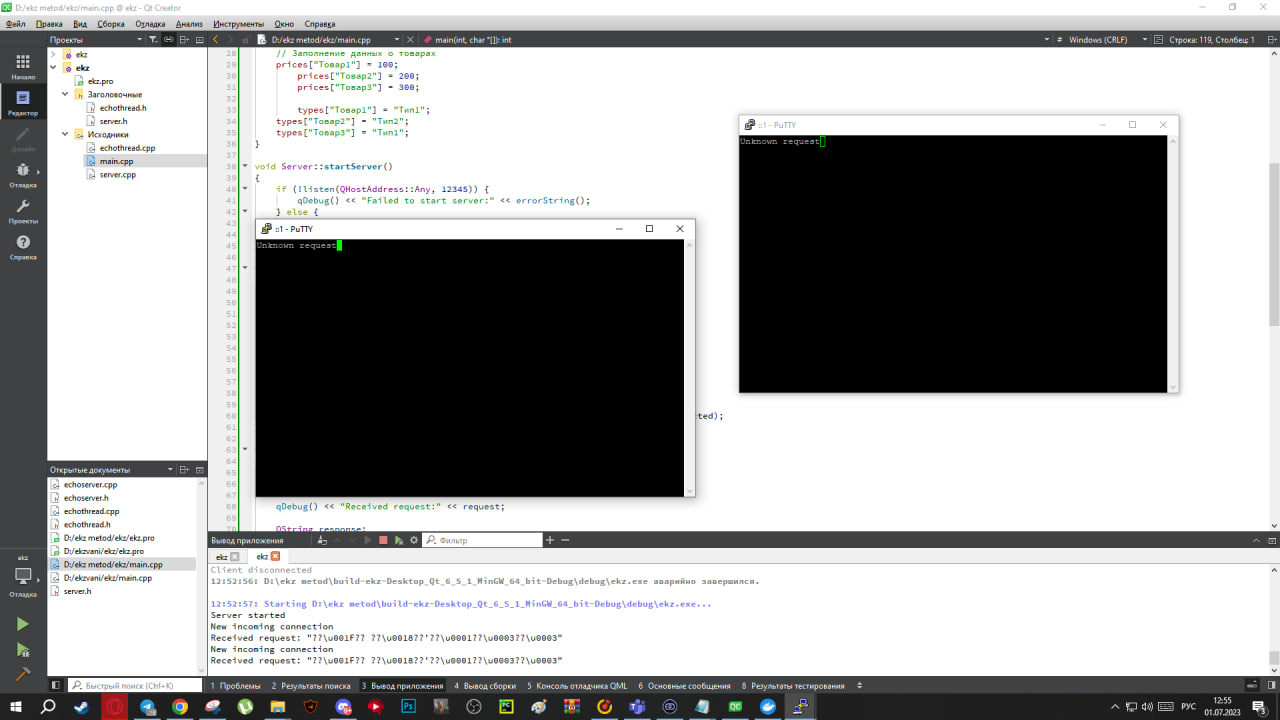 D:/ekz metod/ekz/main.cpp @ ekz - Qt Creator
Файл Правка Вид Сборка Отладка Анализ Инструменты Окно Справка
Проекты D:/ekz metod/ekz/main.cpp main(int, char *[]): int # Windows (CRLF) Строка: 119, Столбец: 1
Начало
Редактор
Дизайн
Отладка
Проекты
Справка
ekz
ekz
ekz.pro
Заголовочные
echothread.h
server.h
Исходники
echothread.cpp
main.cpp
server.cpp
28 // Заполнение данных о товарах
29 prices["Товар1"] = 100;
30 prices["Товар2"] = 200;
31 prices["Товар3"] = 300;
32
33 types["Товар1"] = "Тип1";
34 types["Товар2"] = "Тип2";
35 types["Товар3"] = "Тип1";
36 }
37
38 void Server::startServer()
39 {
40 if (!listen(QHostAddress::Any, 12345)) {
41 qDebug() << "Failed to start server:" << errorString();
42 } else {
43
44
45
46
47
48
49
50
51
52
53
54
55
56
57
58
59
60 cted);
61
62
63
64
65
66
67
68 qDebug() << "Received request:" << request;
69
70 QString response;
::1 - PuTTY
Unknown request
::1 - PuTTY
Unknown request
Открытые документы
echoserver.cpp
echoserver.h
echothread.cpp
echothread.h
D:/ekz metod/ekz/ekz.pro
D:/ekzvani/ekz/ekz.pro
D:/ekz metod/ekz/main.cpp
D:/ekzvani/ekz/main.cpp
server.h
ekz
Отладка
Вывод приложения Фильтр
ekz ekz
Client disconnected
12:52:56: D:\ekz metod\build-ekz-Desktop_Qt_6_5_1_MinGW_64_bit-Debug\debug\ekz.exe аварийно завершился.
12:52:57: Starting D:\ekz metod\build-ekz-Desktop_Qt_6_5_1_MinGW_64_bit-Debug\debug\ekz.exe...
Server started
New incoming connection
Received request: "??\u001F?? ??\u0018??'??\u0001??\u0003??\u0003"
New incoming connection
Received request: "??\u001F?? ??\u0018??'??\u0001??\u0003??\u0003"
Быстрый поиск (Ctrl+K) 1 Проблемы 2 Результаты поиска 3 Вывод приложения 4 Вывод сборки 5 Консоль отладчика QML 6 Основные сообщения 8 Результаты тестирования
РУС 12:55
01.07.2023